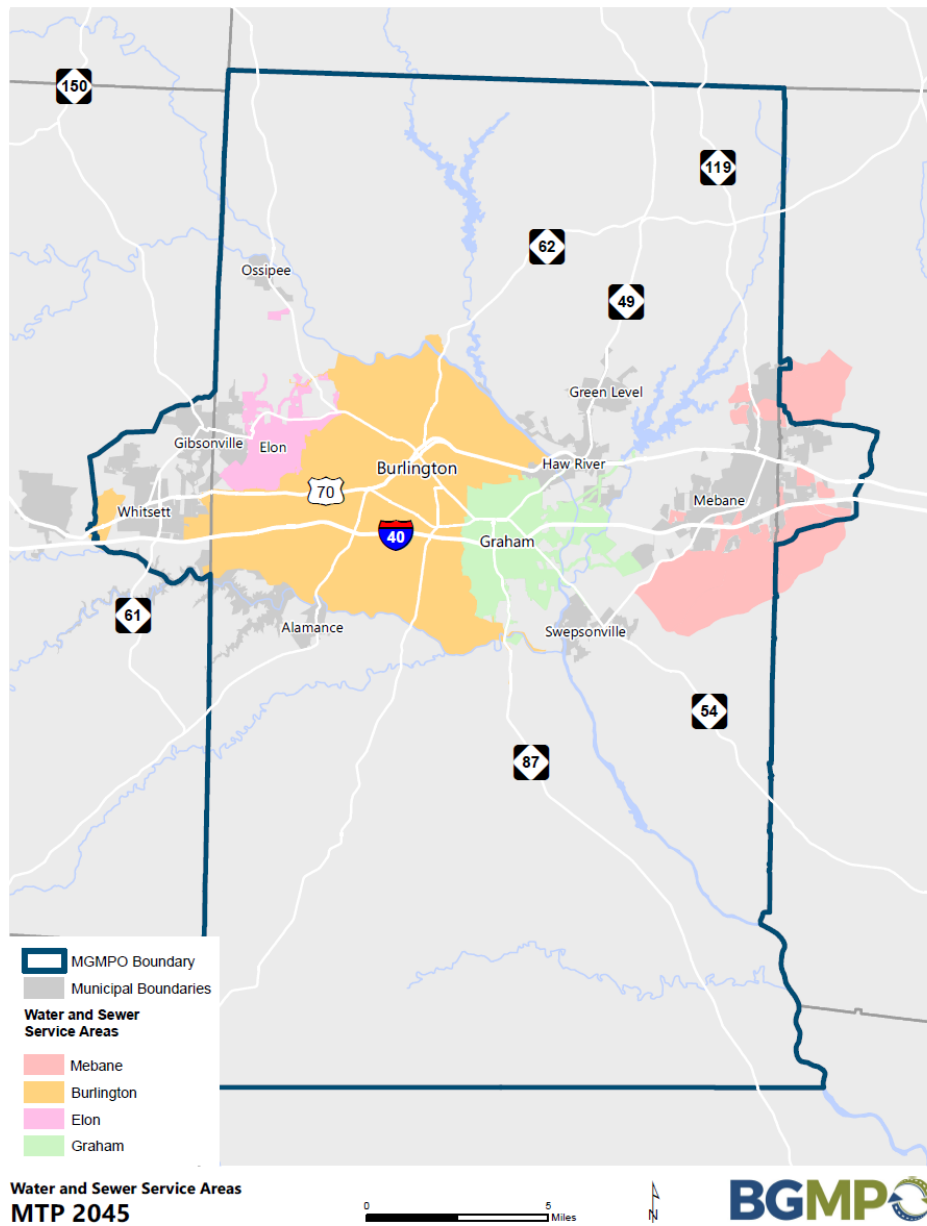 150
119
62
Ossipee
49
Green Level
Gibsonville
Elon
Burlington
Haw River
70
Whitsett
Mebane
40
Graham
61
Alamance
Swepsonville
54
87
MGMPO Boundary
Municipal Boundaries
Water and Sewer
Service Areas
Mebane
Burlington
Elon
Graham
Water and Sewer Service Areas
MTP 2045
0 5
Miles
N
BGMPO